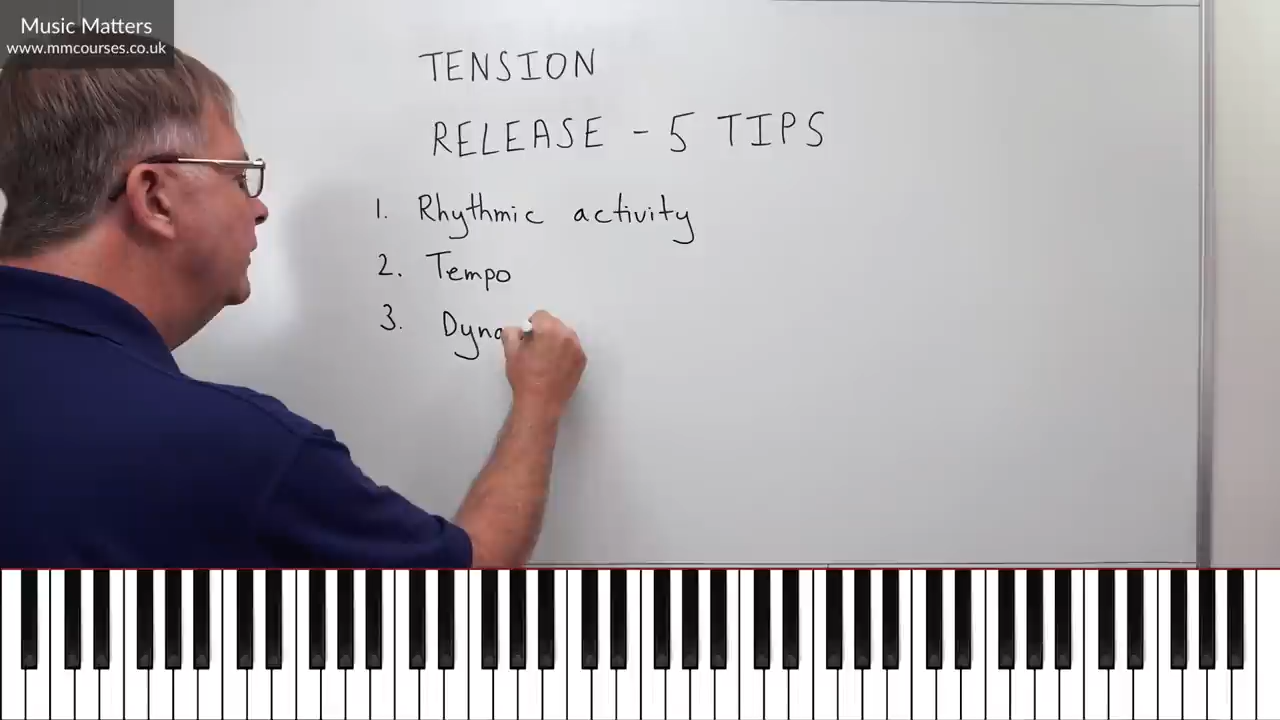 Music Matters
www.mmcourses.co.uk
TENSION
RELEASE - 5 TIPS
1. Rhythmic activity
2. Tempo
3.